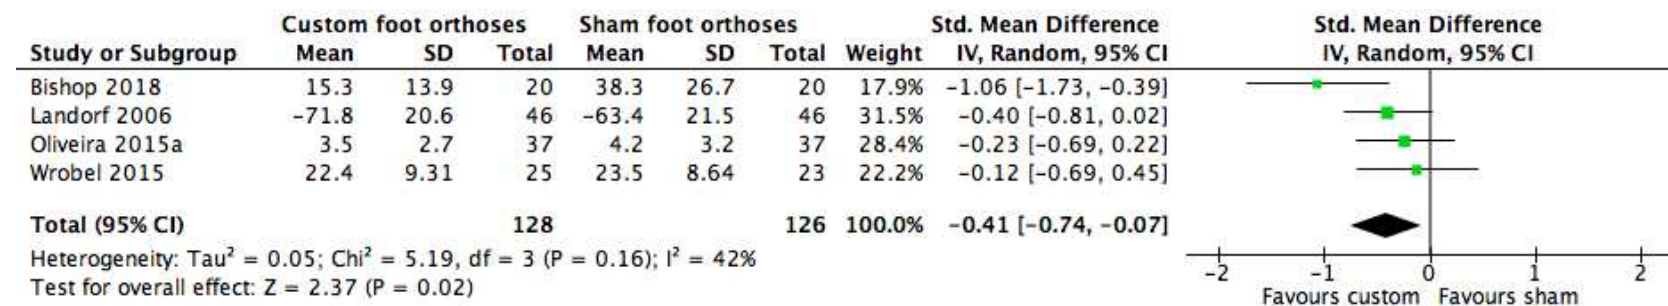 Custom foot orthoses Sham foot orthoses Std. Mean Difference Std. Mean Difference
Study or Subgroup Mean SD Total Mean SD Total Weight IV, Random, 95% CI IV, Random, 95% CI
Bishop 2018 15.3 13.9 20 38.3 26.7 20 17.9% −1.06 [−1.73, −0.39]
Landorf 2006 −71.8 20.6 46 −63.4 21.5 46 31.5% −0.40 [−0.81, 0.02]
Oliveira 2015a 3.5 2.7 37 4.2 3.2 37 28.4% −0.23 [−0.69, 0.22]
Wrobel 2015 22.4 9.31 25 23.5 8.64 23 22.2% −0.12 [−0.69, 0.45]
Total (95% CI) 128 126 100.0% −0.41 [−0.74, −0.07]
Heterogeneity: Tau² = 0.05; Chi² = 5.19, df = 3 (P = 0.16); I² = 42%
Test for overall effect: Z = 2.37 (P = 0.02)
−2 −1 0 1 2
Favours custom Favours sham